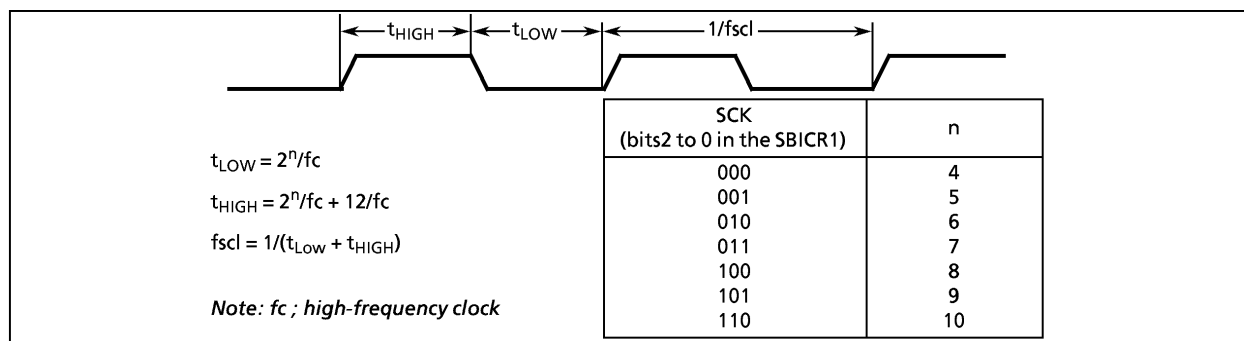 tHIGH tLOW 1/fscl
SCK
(bits2 to 0 in the SBICR1) n
tLOW = 2^n/fc
tHIGH = 2^n/fc + 12/fc
fscl = 1/(tLow + tHIGH)
Note: fc ; high-frequency clock
000 4
001 5
010 6
011 7
100 8
101 9
110 10